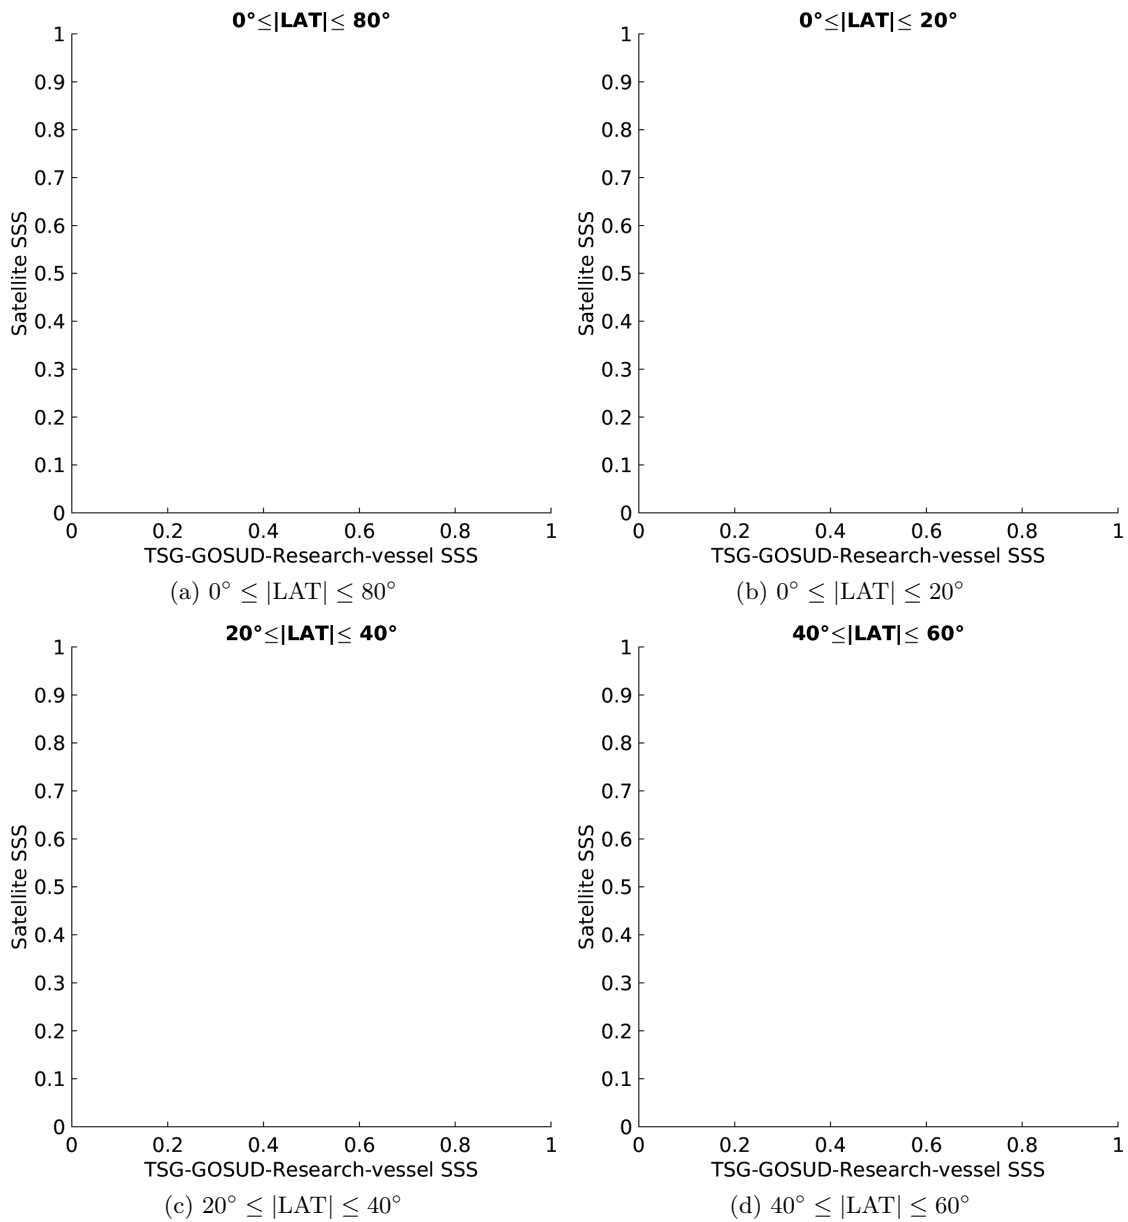 0°≤|LAT|≤ 80°
1
0.9
0.8
0.7
0.6
0.5
0.4
0.3
0.2
0.1
0
Satellite SSS
0 0.2 0.4 0.6 0.8 1
TSG-GOSUD-Research-vessel SSS
(a) 0° ≤ |LAT| ≤ 80°
0°≤|LAT|≤ 20°
1
0.9
0.8
0.7
0.6
0.5
0.4
0.3
0.2
0.1
0
Satellite SSS
0 0.2 0.4 0.6 0.8 1
TSG-GOSUD-Research-vessel SSS
(b) 0° ≤ |LAT| ≤ 20°
20°≤|LAT|≤ 40°
1
0.9
0.8
0.7
0.6
0.5
0.4
0.3
0.2
0.1
0
Satellite SSS
0 0.2 0.4 0.6 0.8 1
TSG-GOSUD-Research-vessel SSS
(c) 20° ≤ |LAT| ≤ 40°
40°≤|LAT|≤ 60°
1
0.9
0.8
0.7
0.6
0.5
0.4
0.3
0.2
0.1
0
Satellite SSS
0 0.2 0.4 0.6 0.8 1
TSG-GOSUD-Research-vessel SSS
(d) 40° ≤ |LAT| ≤ 60°